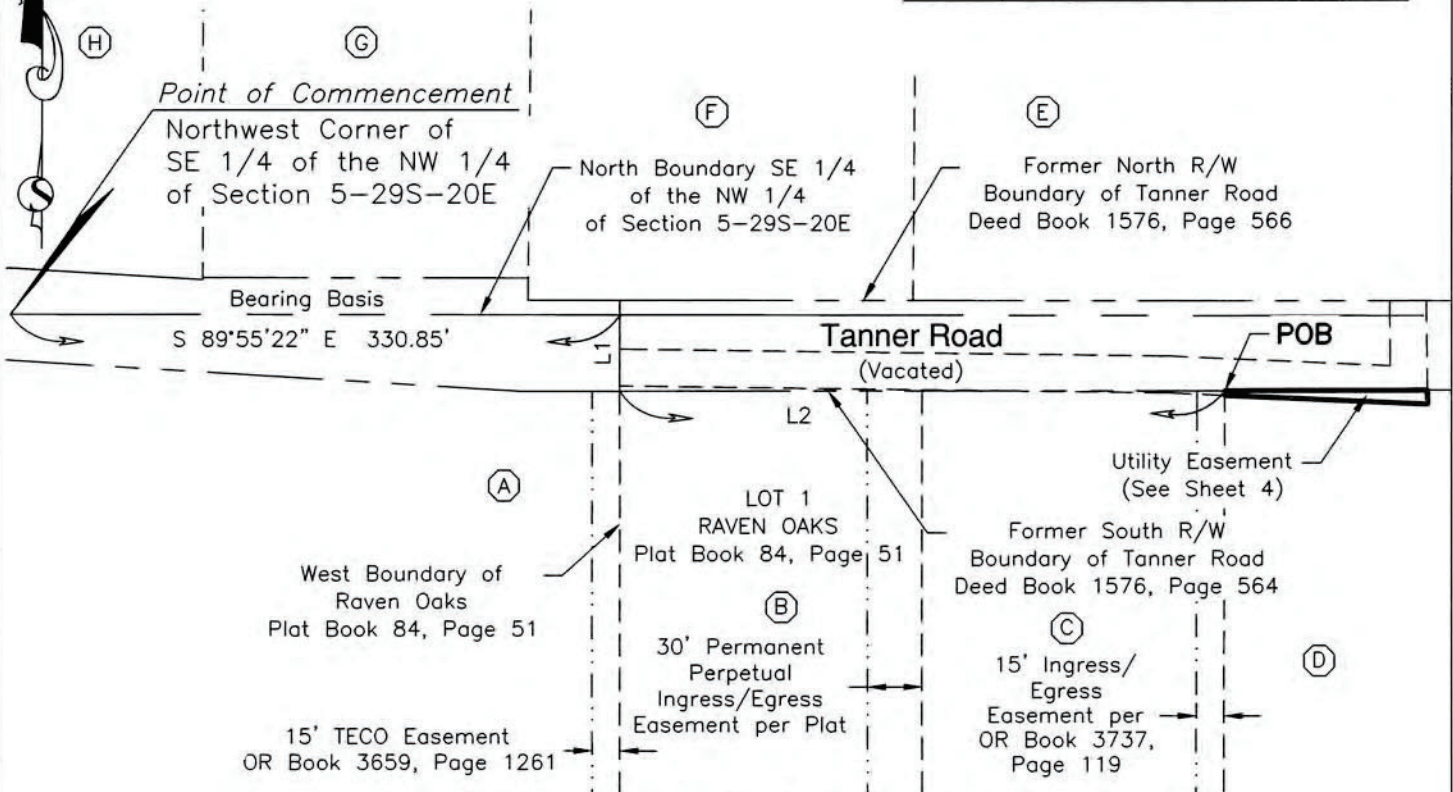 H
G
Point of Commencement
Northwest Corner of
SE 1/4 of the NW 1/4
of Section 5-29S-20E
F
E
North Boundary SE 1/4
of the NW 1/4
of Section 5-29S-20E
Former North R/W
Boundary of Tanner Road
Deed Book 1576, Page 566
Bearing Basis
S 89°55'22" E 330.85'
L1
Tanner Road
(Vacated)
POB
L2
Utility Easement
(See Sheet 4)
A
LOT 1
RAVEN OAKS
Plat Book 84, Page 51
Former South R/W
Boundary of Tanner Road
Deed Book 1576, Page 564
West Boundary of
Raven Oaks
Plat Book 84, Page 51
B
30' Permanent
Perpetual
Ingress/Egress
Easement per Plat
C
15' Ingress/
Egress
Easement per
OR Book 3737,
Page 119
D
15' TECO Easement
OR Book 3659, Page 1261